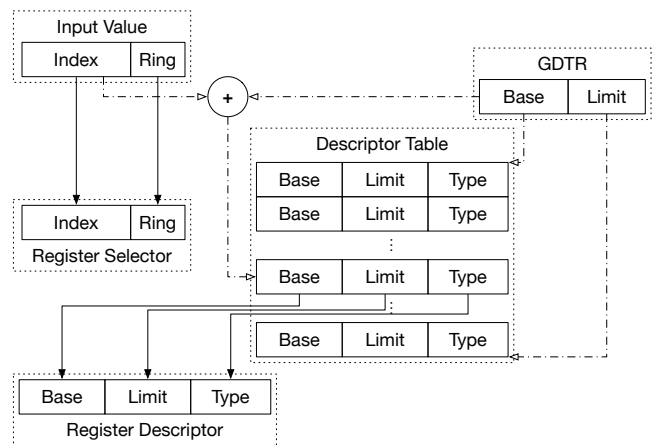 Input Value
Index Ring
GDTR
Base Limit
+
Descriptor Table
Base Limit Type
Base Limit Type
⋮
Base Limit Type
⋮
Base Limit Type
Index Ring
Register Selector
Base Limit Type
Register Descriptor